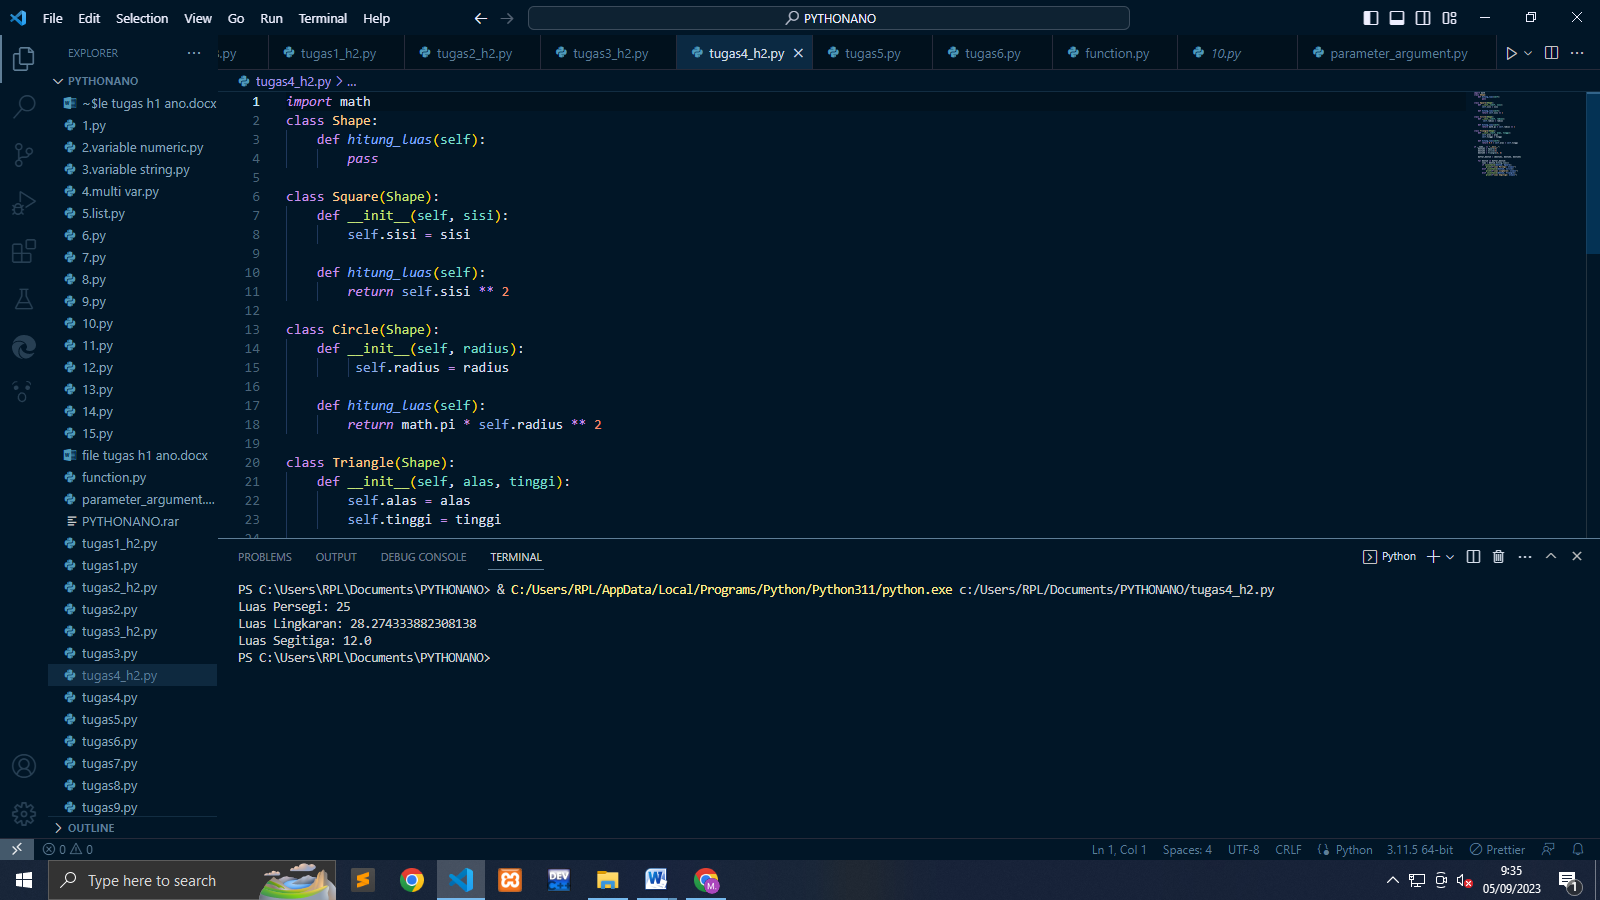 File Edit Selection View Go Run Terminal Help
PYTHONANO
EXPLORER
.py
tugas1_h2.py
tugas2_h2.py
tugas3_h2.py
tugas4_h2.py
tugas5.py
tugas6.py
function.py
10.py
parameter_argument.py
PYTHONANO
~$le tugas h1 ano.docx
1.py
2.variable numeric.py
3.variable string.py
4.multi var.py
5.list.py
6.py
7.py
8.py
9.py
10.py
11.py
12.py
13.py
14.py
15.py
file tugas h1 ano.docx
function.py
parameter_argument....
PYTHONANO.rar
tugas1_h2.py
tugas1.py
tugas2_h2.py
tugas2.py
tugas3_h2.py
tugas3.py
tugas4_h2.py
tugas4.py
tugas5.py
tugas6.py
tugas7.py
tugas8.py
tugas9.py
OUTLINE
tugas4_h2.py > ...
1 import math
2 class Shape:
3     def hitung_luas(self):
4         pass
5
6 class Square(Shape):
7     def __init__(self, sisi):
8         self.sisi = sisi
9
10     def hitung_luas(self):
11         return self.sisi ** 2
12
13 class Circle(Shape):
14     def __init__(self, radius):
15          self.radius = radius
16
17     def hitung_luas(self):
18         return math.pi * self.radius ** 2
19
20 class Triangle(Shape):
21     def __init__(self, alas, tinggi):
22         self.alas = alas
23         self.tinggi = tinggi
24
PROBLEMS OUTPUT DEBUG CONSOLE TERMINAL
Python
PS C:\Users\RPL\Documents\PYTHONANO> & C:/Users/RPL/AppData/Local/Programs/Python/Python311/python.exe c:/Users/RPL/Documents/PYTHONANO/tugas4_h2.py
Luas Persegi: 25
Luas Lingkaran: 28.274333882308138
Luas Segitiga: 12.0
PS C:\Users\RPL\Documents\PYTHONANO>
0 0
Ln 1, Col 1 Spaces: 4 UTF-8 CRLF Python 3.11.5 64-bit Prettier
Type here to search
DEV
M.
9:35
05/09/2023
1